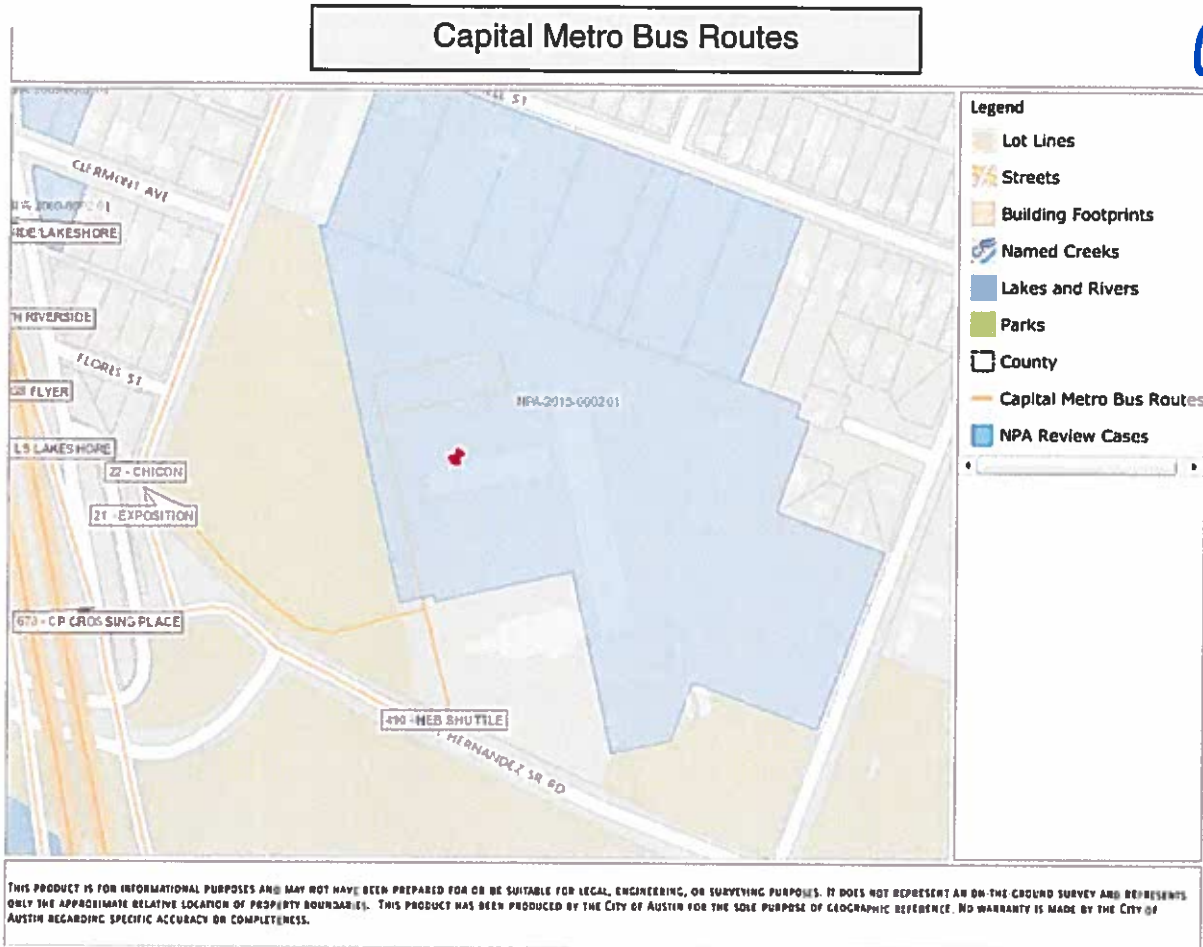 Capital Metro Bus Routes
CLERMONT AVE
LAKESHORE
RIVERSIDE
FLORES ST
FLYER
LS LAKESHORE
22 - CHICON
21 - EXPOSITION
NPA-2015-0002 01
CP CROSSING PLACE
490 - HEB SHUTTLE
HERNANDEZ SR RD
Legend
Lot Lines
Streets
Building Footprints
Named Creeks
Lakes and Rivers
Parks
County
Capital Metro Bus Routes
NPA Review Cases
THIS PRODUCT IS FOR INFORMATIONAL PURPOSES AND MAY NOT HAVE BEEN PREPARED FOR OR BE SUITABLE FOR LEGAL, ENGINEERING, OR SURVEYING PURPOSES. IT DOES NOT REPRESENT AN ON-THE-GROUND SURVEY AND REPRESENTS
ONLY THE APPROXIMATE RELATIVE LOCATION OF PROPERTY BOUNDARIES. THIS PRODUCT HAS BEEN PRODUCED BY THE CITY OF AUSTIN FOR THE SOLE PURPOSE OF GEOGRAPHIC REFERENCE. NO WARRANTY IS MADE BY THE CITY OF
AUSTIN REGARDING SPECIFIC ACCURACY OR COMPLETENESS.